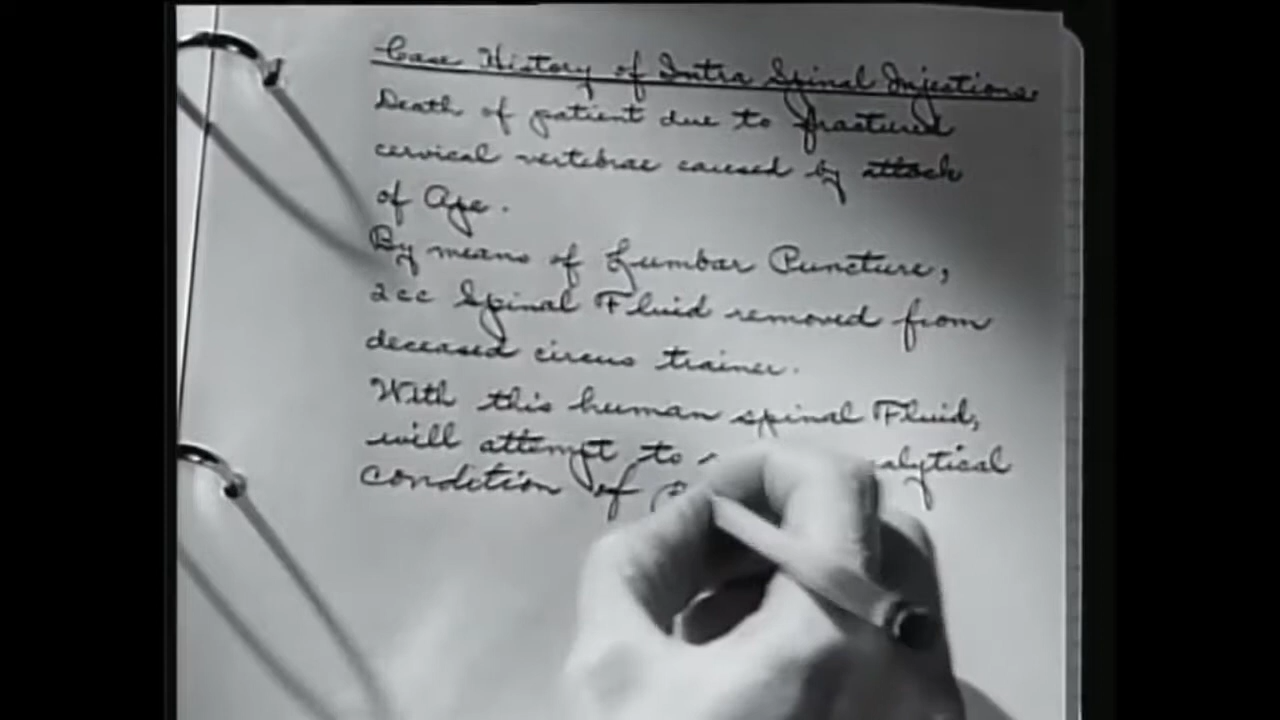 Case History of Intra Spinal Injections.
Death of patient due to fractured
cervical vertebrae caused by attack
of Ape.
By means of Lumbar Puncture,
2cc Spinal Fluid removed from
deceased circus trainer.
With this human spinal Fluid,
will attempt to
condition of